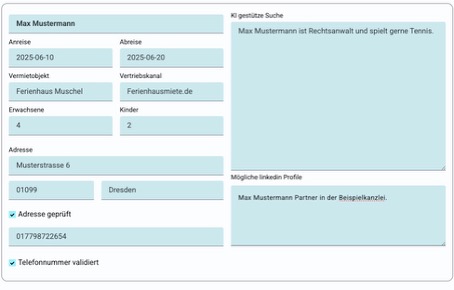 Max Mustermann
Anreise
Abreise
2025-06-10
2025-06-20
Vermietobjekt
Vertriebskanal
Ferienhaus Muschel
Ferienhausmiete.de
Erwachsene
Kinder
4
2
Adresse
Musterstrasse 6
01099
Dresden
Adresse geprüft
017798722654
Telefonnummer validiert
KI gestütze Suche
Max Mustermann ist Rechtsanwalt und spielt gerne Tennis.
Mögliche linkedin Profile
Max Mustermann Partner in der Beispielkanzlei.